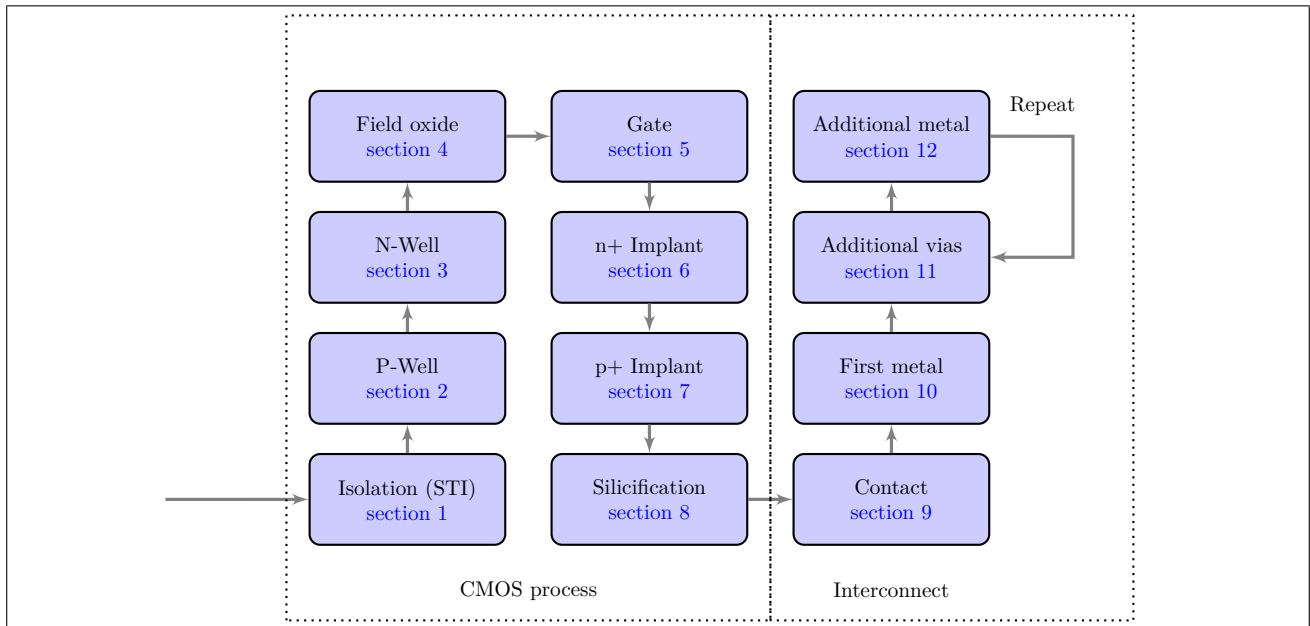 Field oxide
section 4
Gate
section 5
Additional metal
section 12
Repeat
N-Well
section 3
n+ Implant
section 6
Additional vias
section 11
P-Well
section 2
p+ Implant
section 7
First metal
section 10
Isolation (STI)
section 1
Silicification
section 8
Contact
section 9
CMOS process
Interconnect